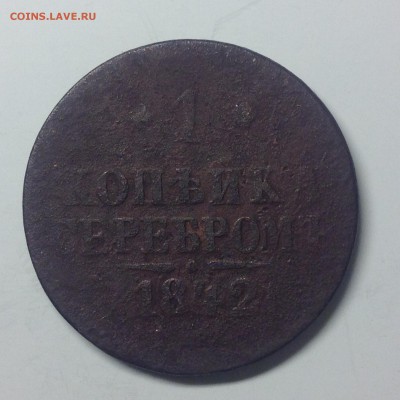 COINS.LAVE.RU
1
КОПѢЙКА
СЕРЕБРОМЪ
1842